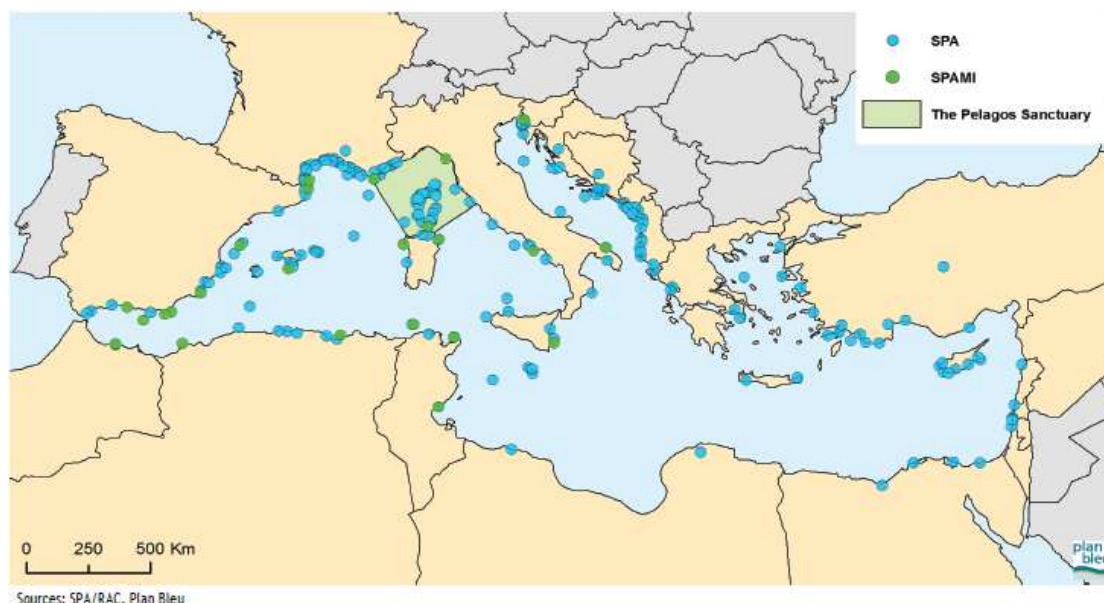 SPA
SPAMI
The Pelagos Sanctuary
0 250 500 Km
plan
bleu
Sources: SPA/RAC, Plan Bleu